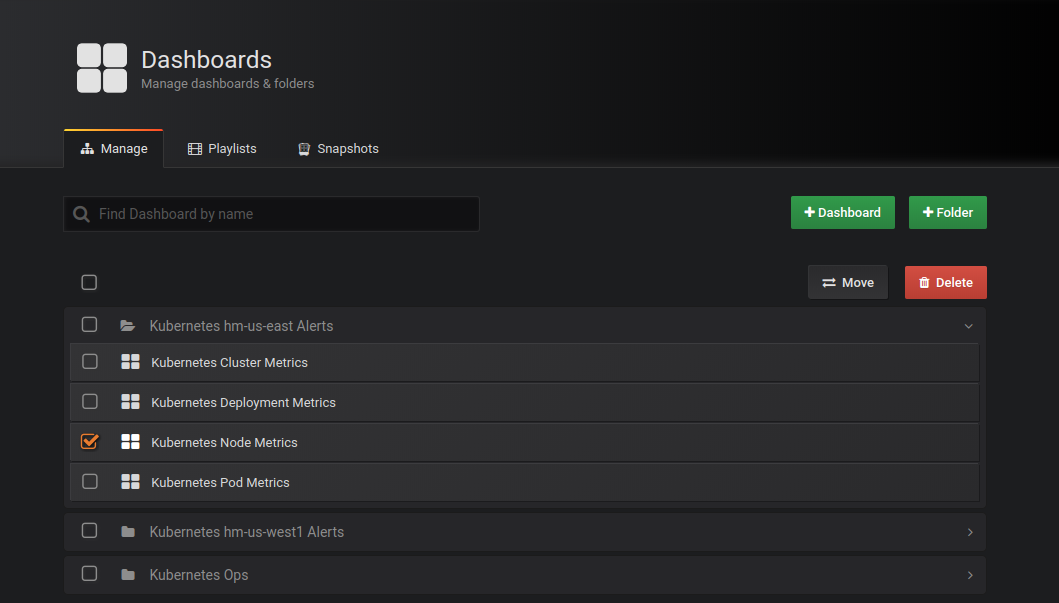 Dashboards
Manage dashboards & folders
Manage
Playlists
Snapshots
Find Dashboard by name
Dashboard
Folder
Move
Delete
Kubernetes hm-us-east Alerts
Kubernetes Cluster Metrics
Kubernetes Deployment Metrics
Kubernetes Node Metrics
Kubernetes Pod Metrics
Kubernetes hm-us-west1 Alerts
Kubernetes Ops